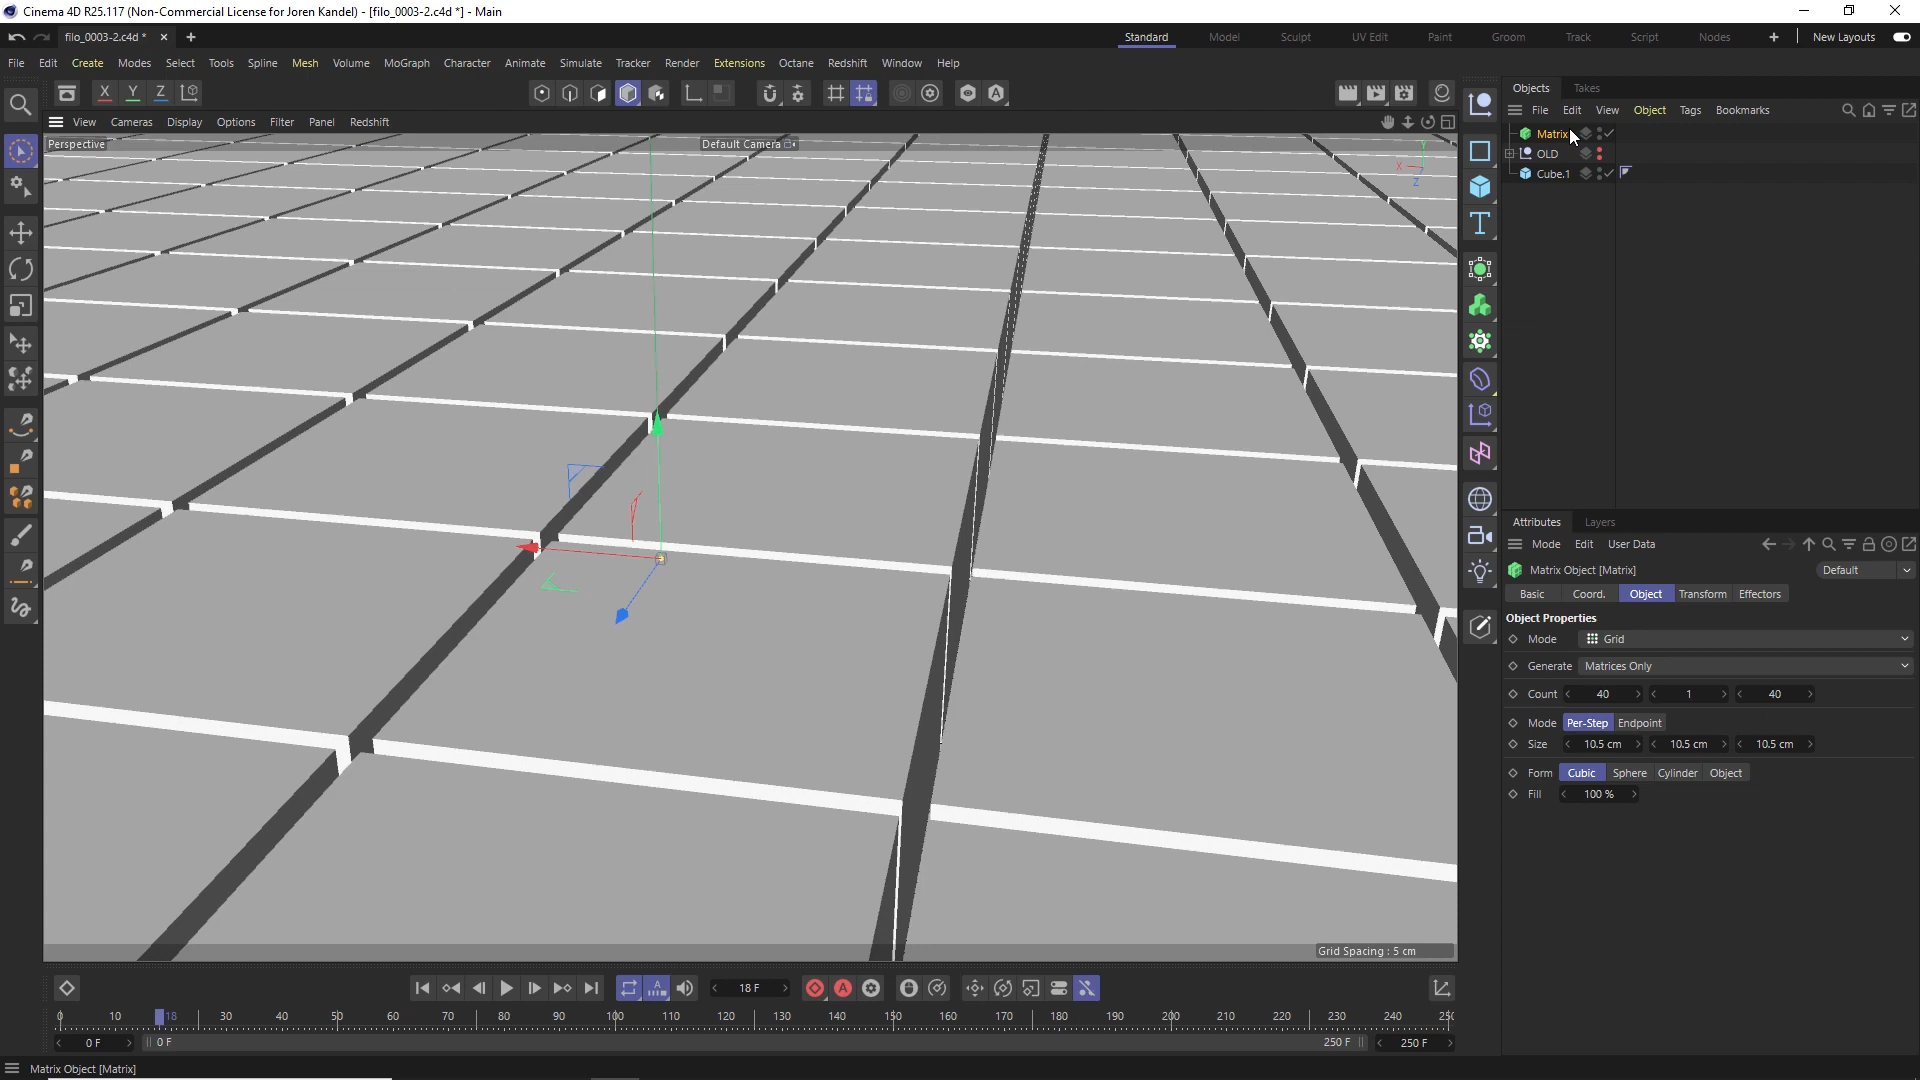 Cinema 4D R25.117 (Non-Commercial License for Joren Kandel) - [filo_0003-2.c4d *] - Main
filo_0003-2.c4d *
Standard Model Sculpt UV Edit Paint Groom Track Script Nodes New Layouts
File Edit Create Modes Select Tools Spline Mesh Volume MoGraph Character Animate Simulate Tracker Render Extensions Octane Redshift Window Help
X Y Z
Objects Takes
File Edit View Object Tags Bookmarks
View Cameras Display Options Filter Panel Redshift
Perspective
Default Camera
Y
X
Z
Matrix
OLD
Cube.1
Attributes Layers
Mode Edit User Data
Matrix Object [Matrix]
Default
Basic Coord. Object Transform Effectors
Object Properties
Mode Grid
Generate Matrices Only
Count 40 1 40
Mode Per-Step Endpoint
Size 10.5 cm 10.5 cm 10.5 cm
Form Cubic Sphere Cylinder Object
Fill 100 %
Grid Spacing : 5 cm
18 F
0 10 18 30 40 50 60 70 80 90 100 110 120 130 140 150 160 170 180 190 200 210 220 230 240 250
0 F 0 F 250 F 250 F
Matrix Object [Matrix]